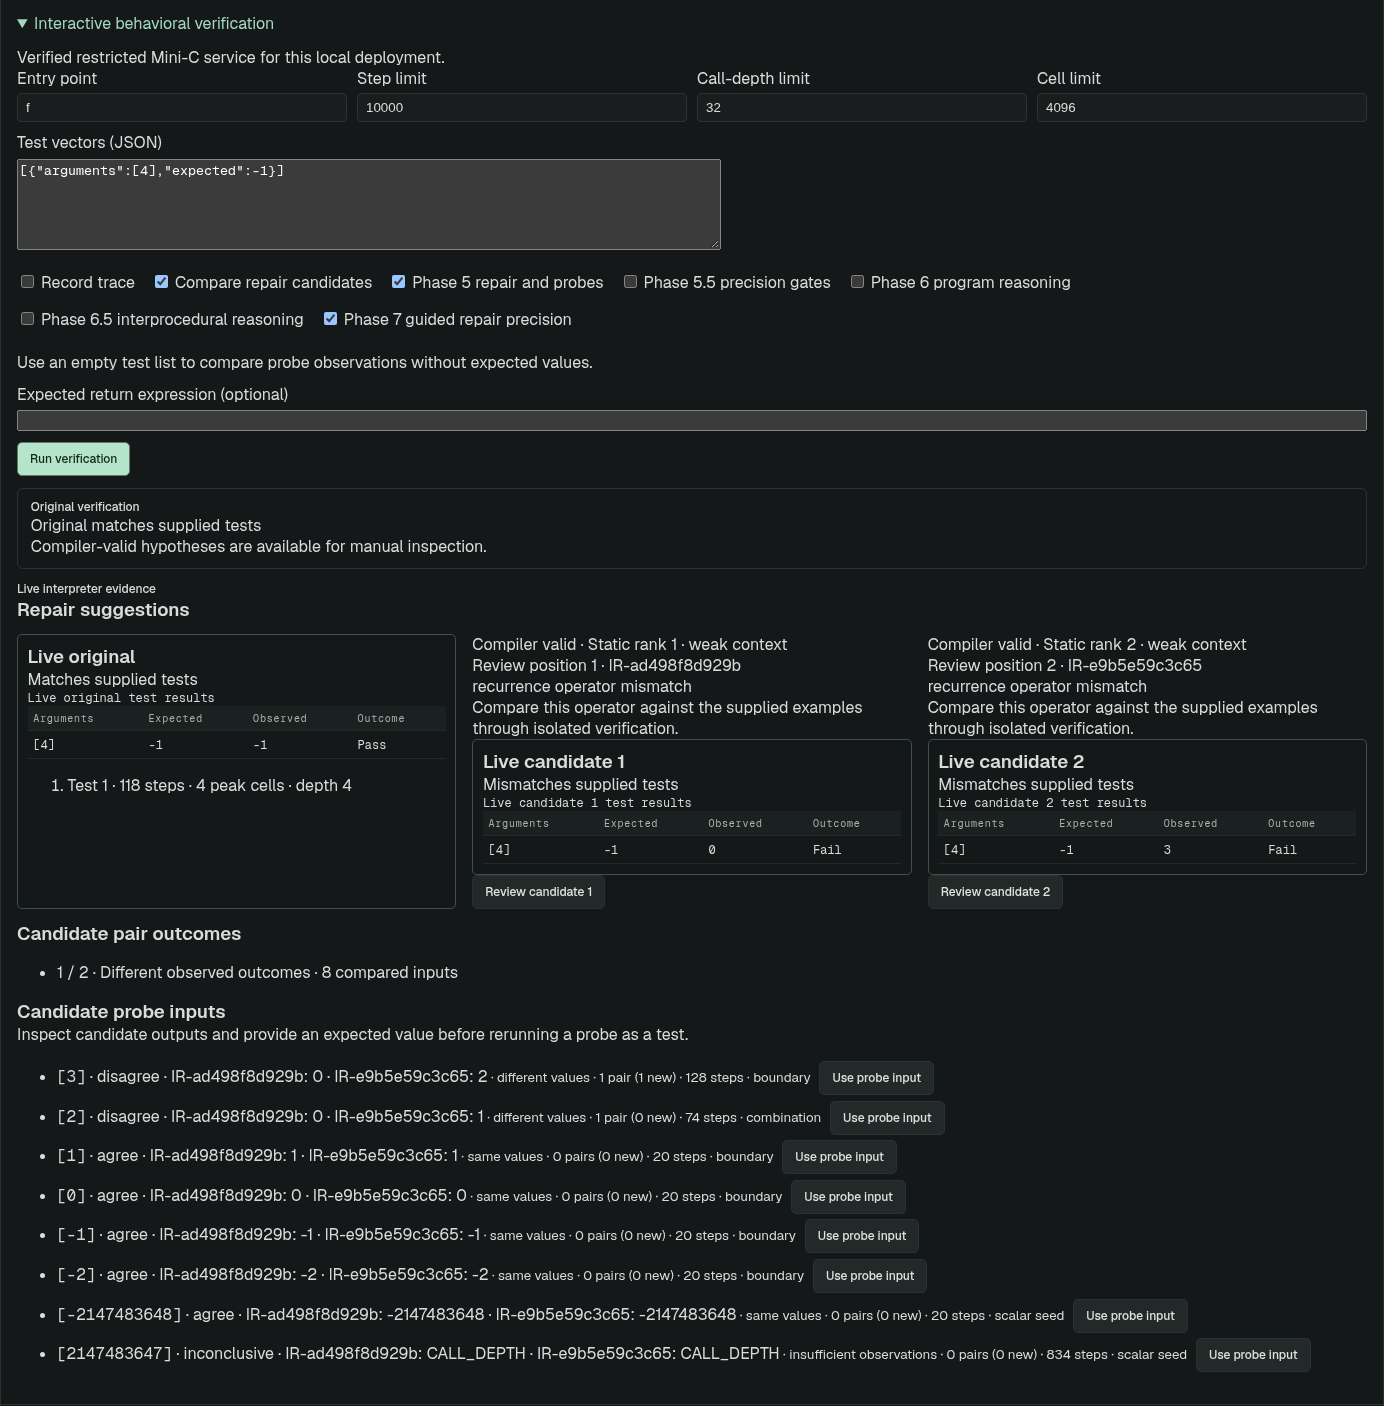 ▼ Interactive behavioral verification
Verified restricted Mini-C service for this local deployment.
Entry point Step limit Call-depth limit Cell limit
f 10000 32 4096
Test vectors (JSON)
[{"arguments":[4],"expected":-1}]
Record trace Compare repair candidates Phase 5 repair and probes Phase 5.5 precision gates Phase 6 program reasoning
Phase 6.5 interprocedural reasoning Phase 7 guided repair precision
Use an empty test list to compare probe observations without expected values.
Expected return expression (optional)
Run verification
Original verification
Original matches supplied tests
Compiler-valid hypotheses are available for manual inspection.
Live interpreter evidence
Repair suggestions
Live original
Matches supplied tests
Live original test results
Arguments Expected Observed Outcome
[4] -1 -1 Pass
1. Test 1 · 118 steps · 4 peak cells · depth 4
Compiler valid · Static rank 1 · weak context
Review position 1 · IR-ad498f8d929b
recurrence operator mismatch
Compare this operator against the supplied examples
through isolated verification.
Live candidate 1
Mismatches supplied tests
Live candidate 1 test results
Arguments Expected Observed Outcome
[4] -1 0 Fail
Review candidate 1
Compiler valid · Static rank 2 · weak context
Review position 2 · IR-e9b5e59c3c65
recurrence operator mismatch
Compare this operator against the supplied examples
through isolated verification.
Live candidate 2
Mismatches supplied tests
Live candidate 2 test results
Arguments Expected Observed Outcome
[4] -1 3 Fail
Review candidate 2
Candidate pair outcomes
• 1 / 2 · Different observed outcomes · 8 compared inputs
Candidate probe inputs
Inspect candidate outputs and provide an expected value before rerunning a probe as a test.
• [3] · disagree · IR-ad498f8d929b: 0 · IR-e9b5e59c3c65: 2 · different values · 1 pair (1 new) · 128 steps · boundary Use probe input
• [2] · disagree · IR-ad498f8d929b: 0 · IR-e9b5e59c3c65: 1 · different values · 1 pair (0 new) · 74 steps · combination Use probe input
• [1] · agree · IR-ad498f8d929b: 1 · IR-e9b5e59c3c65: 1 · same values · 0 pairs (0 new) · 20 steps · boundary Use probe input
• [0] · agree · IR-ad498f8d929b: 0 · IR-e9b5e59c3c65: 0 · same values · 0 pairs (0 new) · 20 steps · boundary Use probe input
• [-1] · agree · IR-ad498f8d929b: -1 · IR-e9b5e59c3c65: -1 · same values · 0 pairs (0 new) · 20 steps · boundary Use probe input
• [-2] · agree · IR-ad498f8d929b: -2 · IR-e9b5e59c3c65: -2 · same values · 0 pairs (0 new) · 20 steps · boundary Use probe input
• [-2147483648] · agree · IR-ad498f8d929b: -2147483648 · IR-e9b5e59c3c65: -2147483648 · same values · 0 pairs (0 new) · 20 steps · scalar seed Use probe input
• [2147483647] · inconclusive · IR-ad498f8d929b: CALL_DEPTH · IR-e9b5e59c3c65: CALL_DEPTH · insufficient observations · 0 pairs (0 new) · 834 steps · scalar seed Use probe input